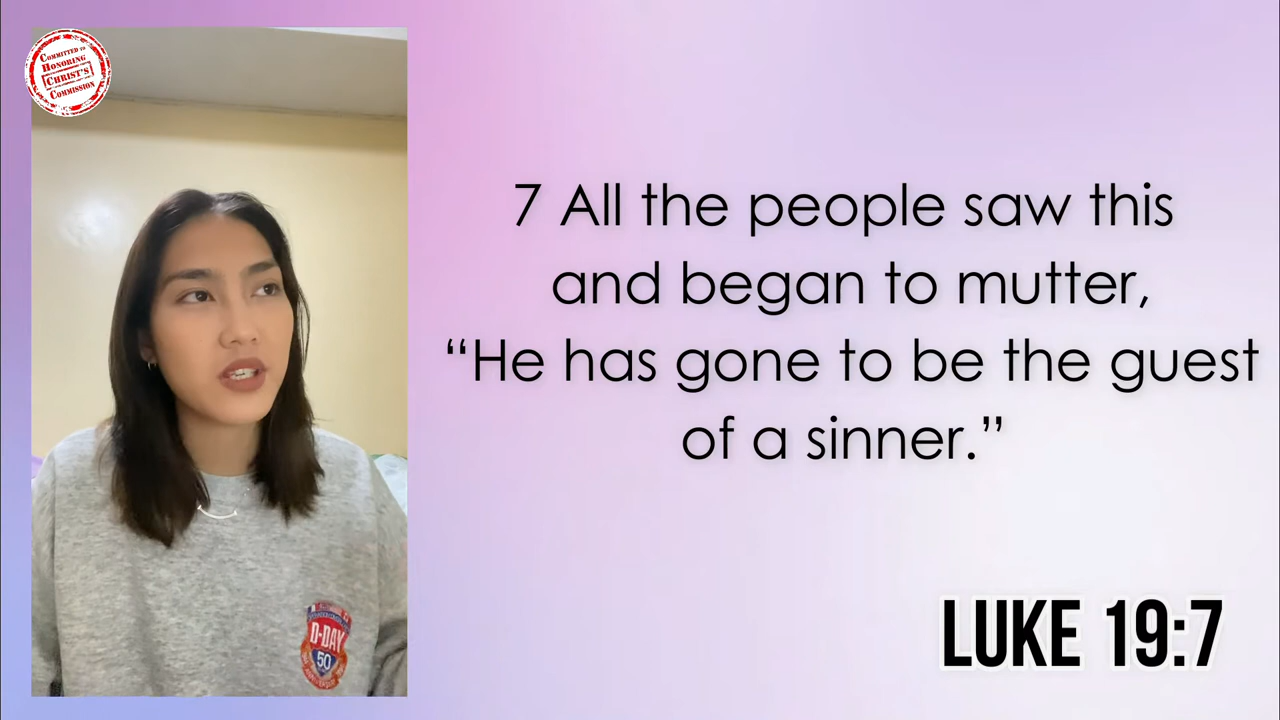 COMMITTED TO
HONORING
CHRIST'S
COMMISSION
7 All the people saw this
and began to mutter,
“He has gone to be the guest
of a sinner.”
D-DAY
50
LUKE 19:7